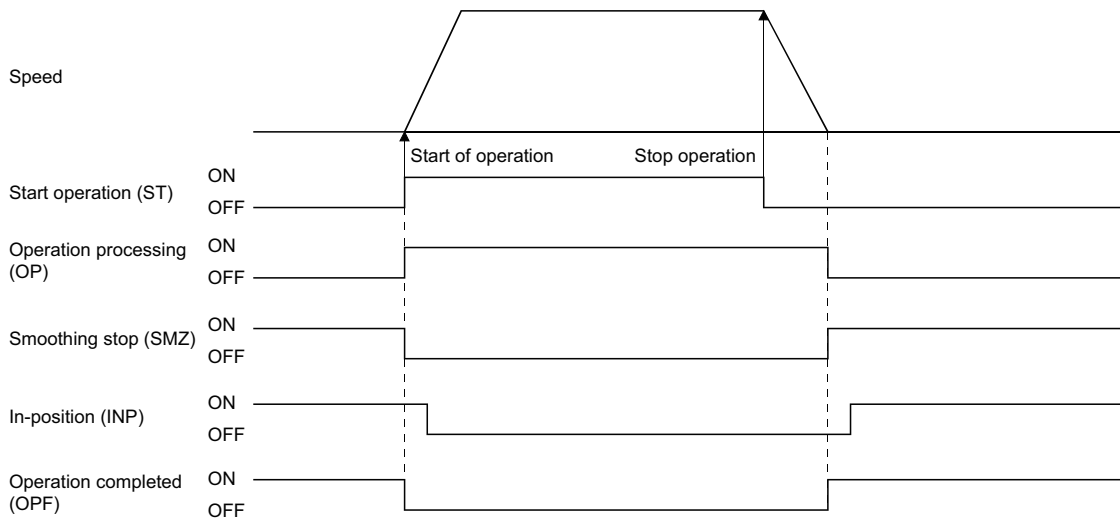 Speed
Start of operation
Stop operation
Start operation (ST)
ON
OFF
Operation processing
(OP)
ON
OFF
Smoothing stop (SMZ)
ON
OFF
In-position (INP)
ON
OFF
Operation completed
(OPF)
ON
OFF